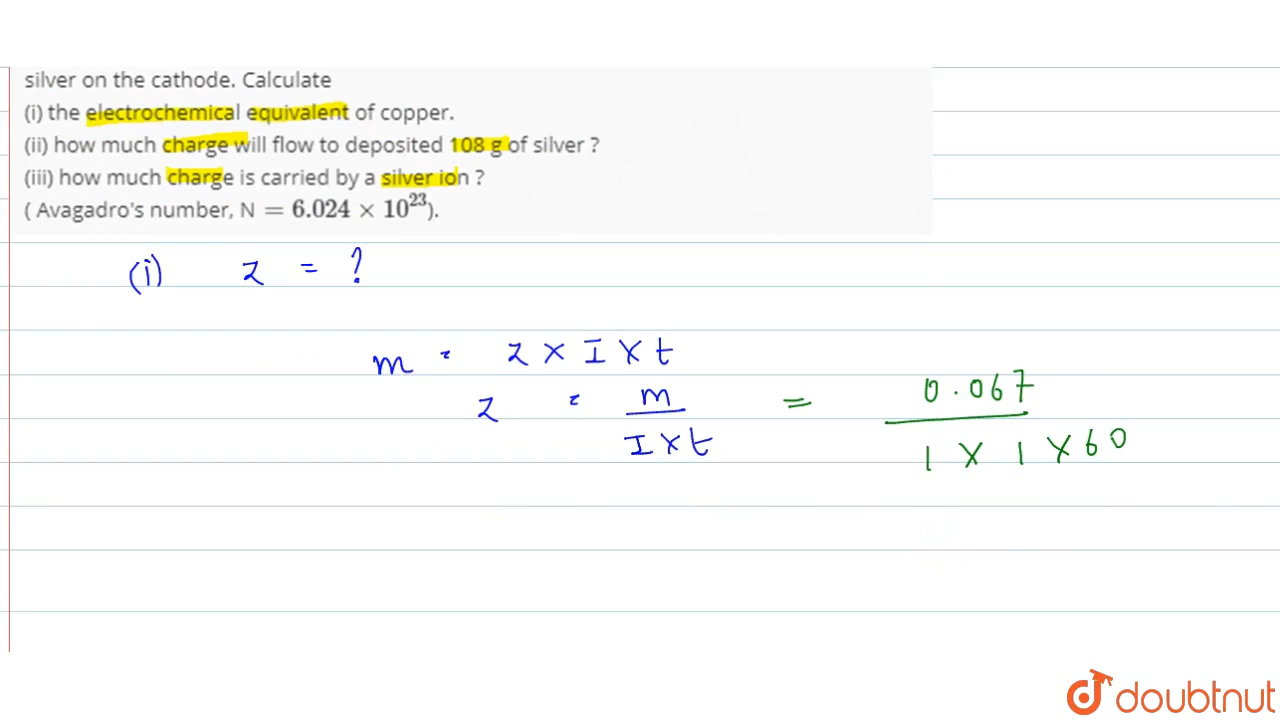 silver on the cathode. Calculate
(i) the electrochemical equivalent of copper.
(ii) how much charge will flow to deposited 108 g of silver ?
(iii) how much charge is carried by a silver ion ?
( Avagadro's number, N = 6.024 × 10^23).
(i) z = ?
m = z × I × t
z = m / I × t = 0.067 / 1 × 1 × 60
doubtnut